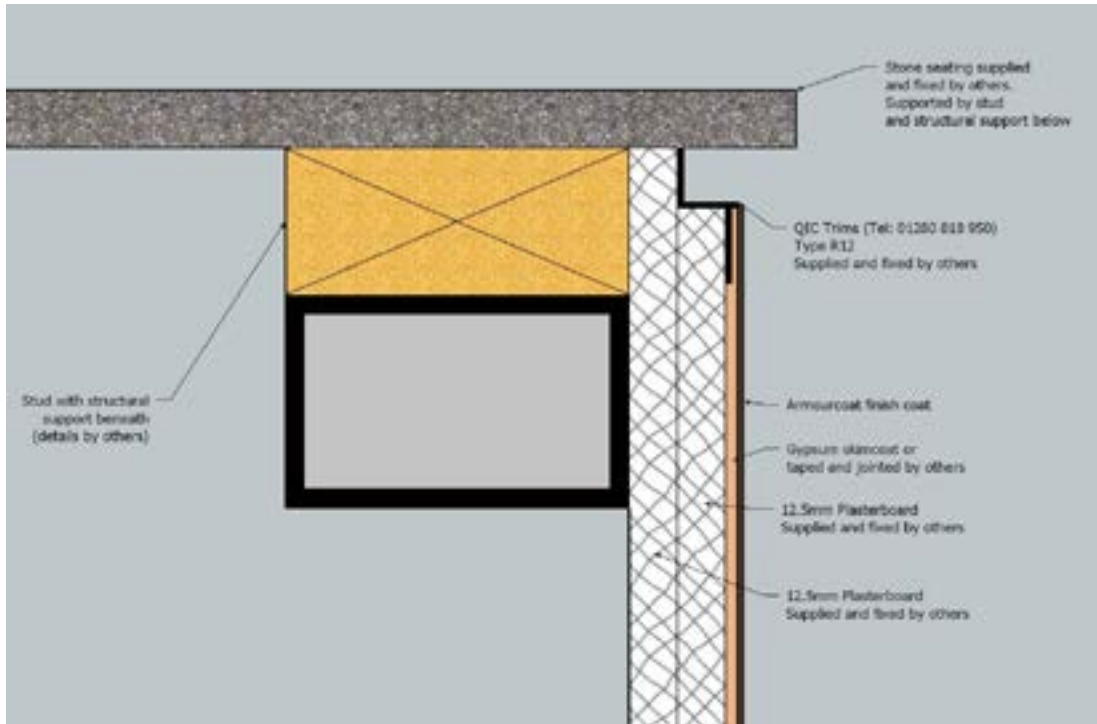 Stone seating supplied
and fixed by others.
Supported by stud
and structural support below
QIC Trims (Tel: 01280 818 950)
Type R12
Supplied and fixed by others
Stud with structural
support beneath
(details by others)
Armourcoat finish coat
Gypsum skimcoat or
taped and jointed by others
12.5mm Plasterboard
Supplied and fixed by others
12.5mm Plasterboard
Supplied and fixed by others